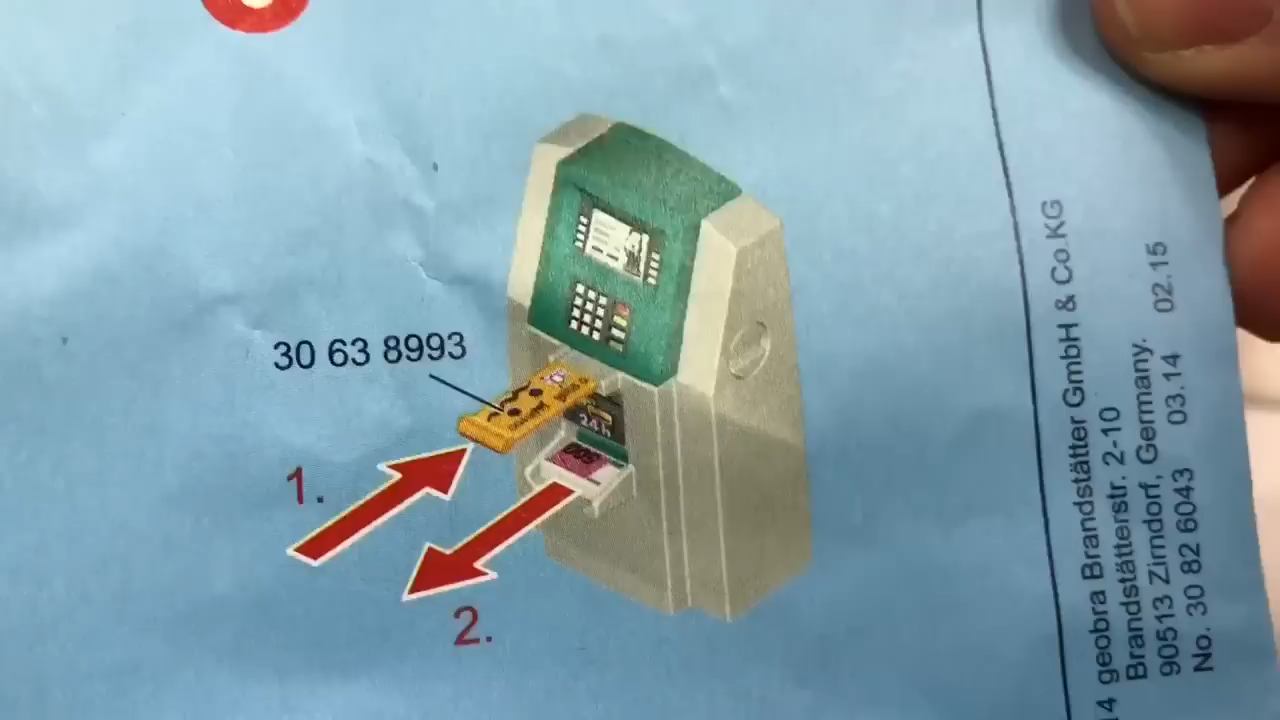 30 63 8993
24 h
1.
2.
14 geobra Brandstätter GmbH & Co.KG
Brandstätterstr. 2-10
90513 Zirndorf, Germany. 02.15
No. 30 82 6043 03.14